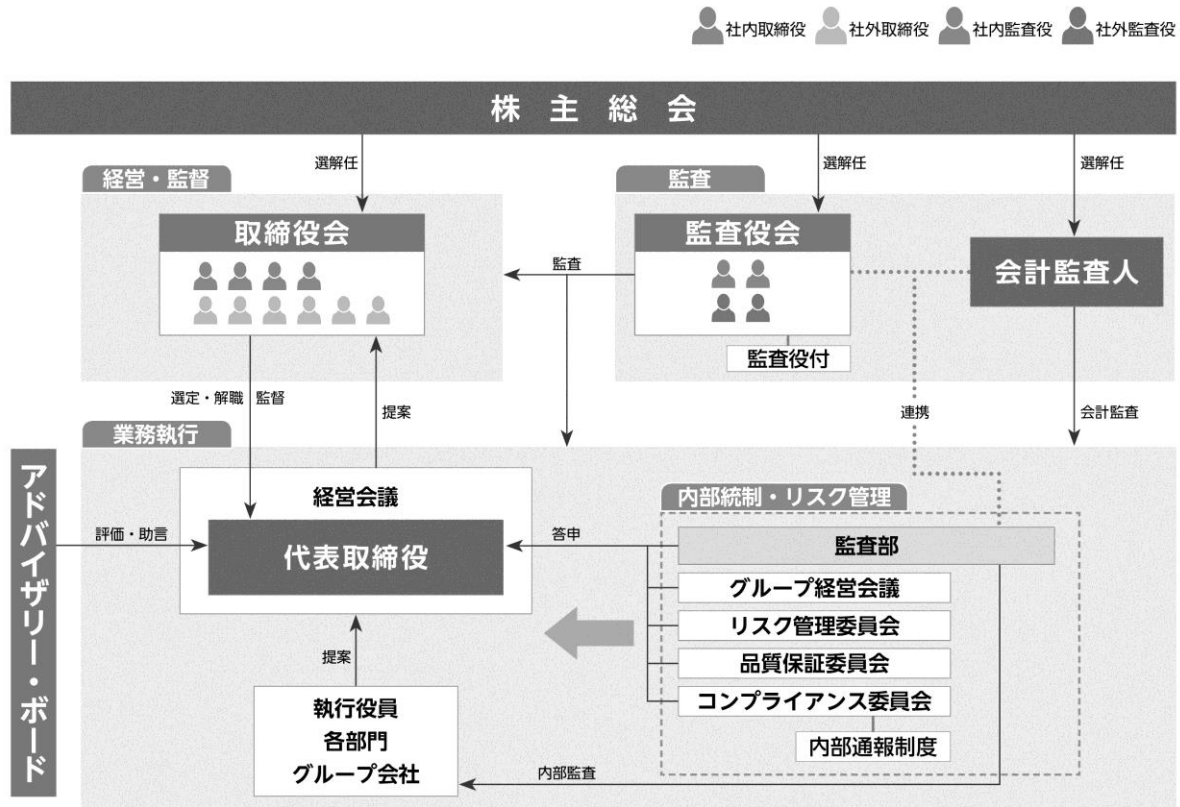 社内取締役 社外取締役 社内監査役 社外監査役
株主総会
選解任 選解任 選解任
経営・監督
監査
取締役会
監査役会
会計監査人
監査
監査役付
選定・解職 監督
提案
連携
会計監査
業務執行
アドバイザリー・ボード
評価・助言
経営会議
代表取締役
答申
内部統制・リスク管理
監査部
グループ経営会議
リスク管理委員会
品質保証委員会
コンプライアンス委員会
内部通報制度
提案
執行役員
各部門
グループ会社
内部監査